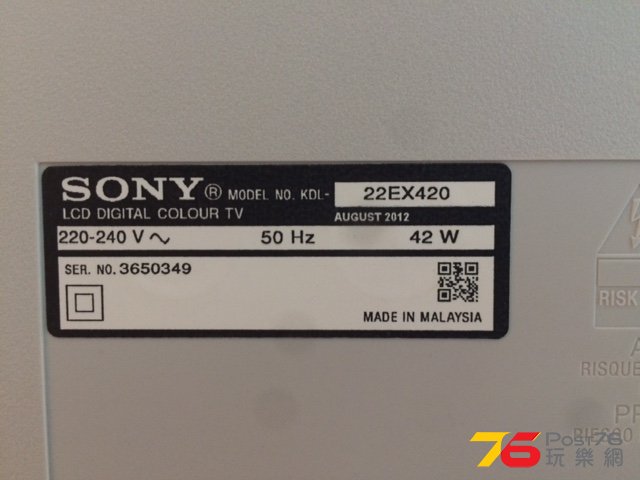 SONY® MODEL NO. KDL- 22EX420
LCD DIGITAL COLOUR TV AUGUST 2012
220-240 V ~ 50 Hz 42 W
SER. NO. 3650349
MADE IN MALAYSIA
RISK
RISQUE
76 Post76
玩樂網